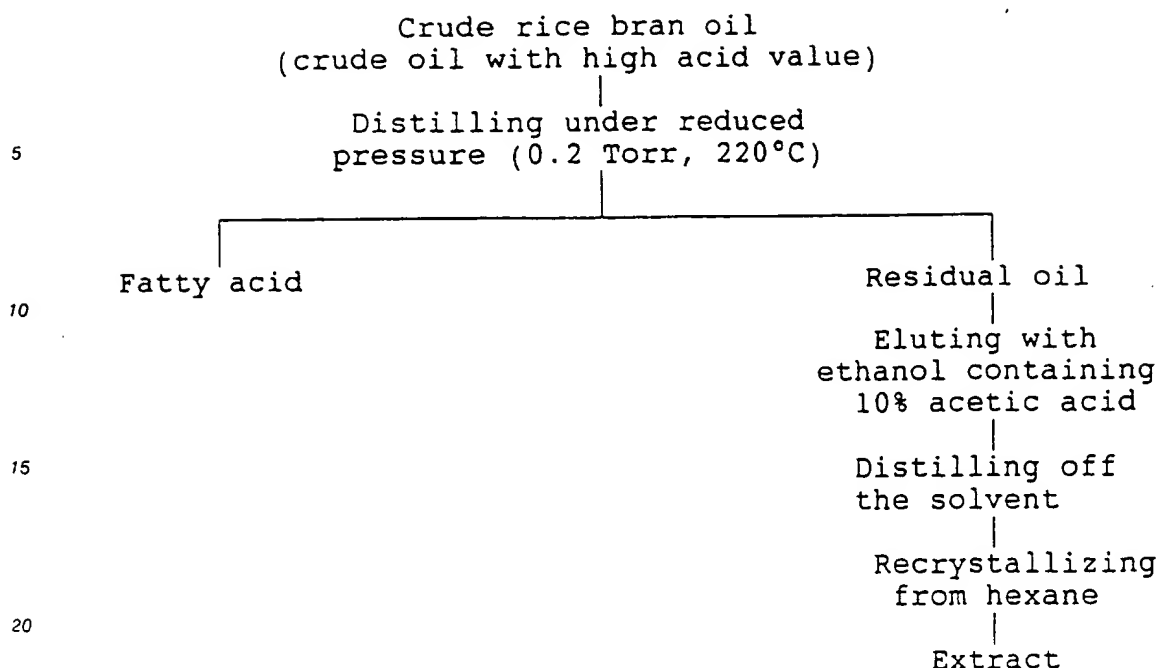 Crude rice bran oil
(crude oil with high acid value)
Distilling under reduced
5
pressure (0.2 Torr, 220°C)
Fatty acid
Residual oil
10
Eluting with
ethanol containing
10% acetic acid
15
Distilling off
the solvent
Recrystallizing
from hexane
20
Extract